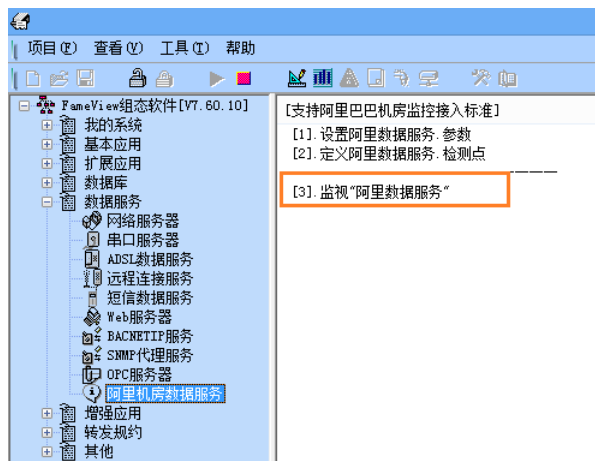 项目(F) 查看(V) 工具(I) 帮助
FameView组态软件[V7.60.10]
我的系统
基本应用
扩展应用
数据库
数据服务
网络服务器
串口服务器
ADSL数据服务
远程连接服务
短信数据服务
Web服务器
BACNETIP服务
SNMP代理服务
OPC服务器
阿里机房数据服务
增强应用
转发规约
其他
[支持阿里巴巴机房监控接入标准]
[1].设置阿里数据服务.参数
[2].定义阿里数据服务.检测点
[3].监视"阿里数据服务"